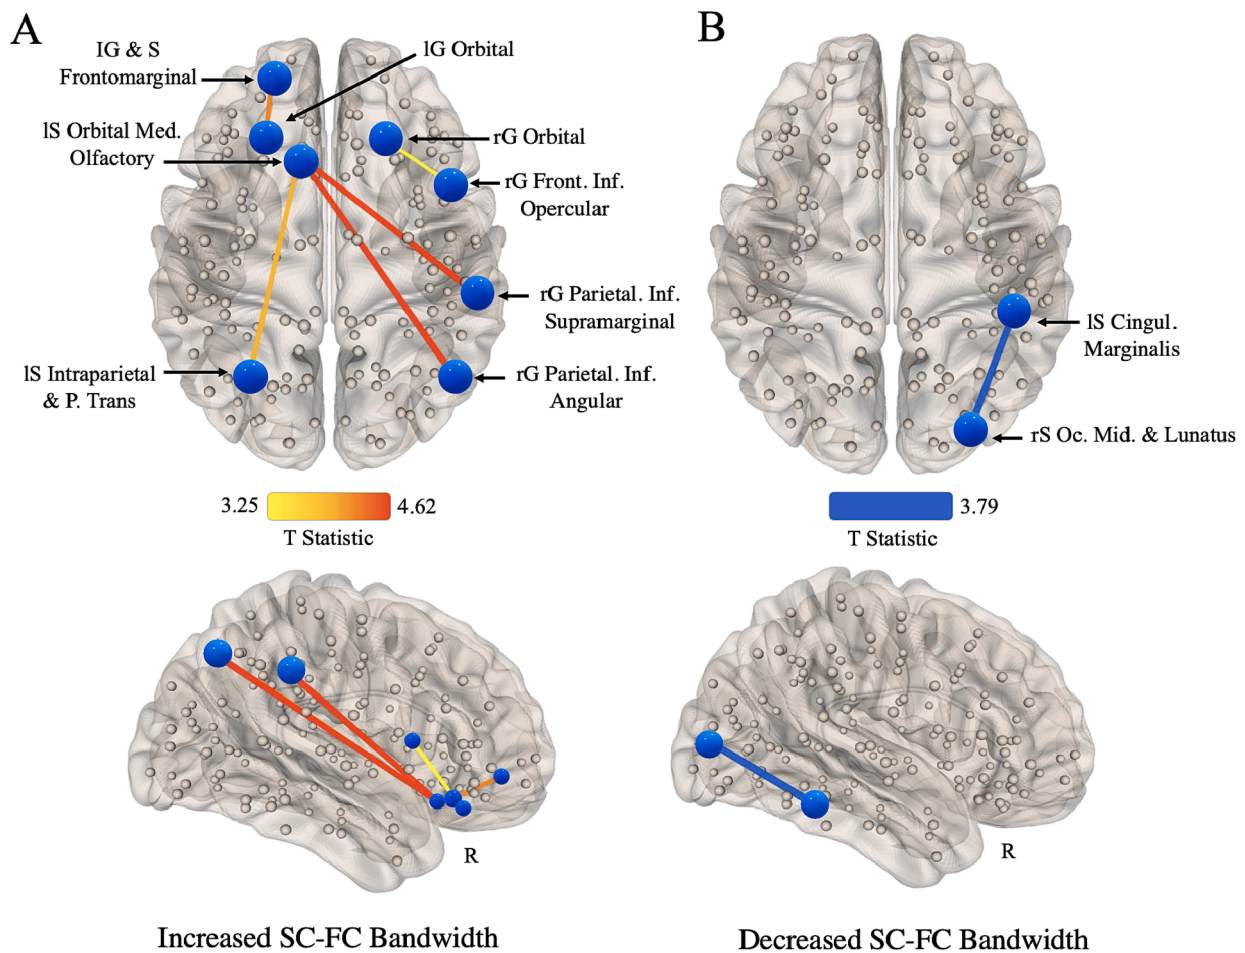 A
B
lG & S
Frontomarginal
lG Orbital
lS Orbital Med.
Olfactory
rG Orbital
rG Front. Inf.
Opercular
rG Parietal. Inf.
Supramarginal
lS Intraparietal
& P. Trans
rG Parietal. Inf.
Angular
lS Cingul.
Marginalis
rS Oc. Mid. & Lunatus
3.25
4.62
T Statistic
3.79
T Statistic
R
R
Increased SC-FC Bandwidth
Decreased SC-FC Bandwidth